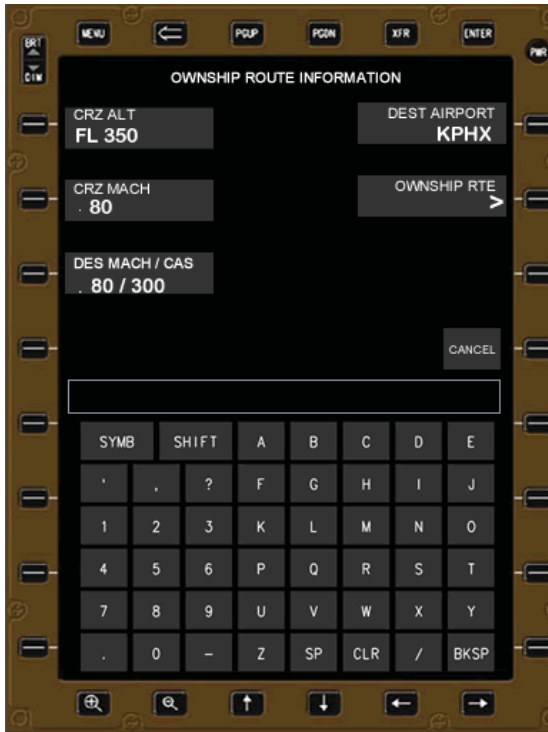 MENU PGUP PGDN XFR ENTER
BRT
DIM
PWR
OWNSHIP ROUTE INFORMATION
CRZ ALT
FL 350
DEST AIRPORT
KPHX
CRZ MACH
. 80
OWNSHIP RTE
>
DES MACH / CAS
. 80 / 300
CANCEL
SYMB SHIFT A B C D E
' , ? F G H I J
1 2 3 K L M N O
4 5 6 P Q R S T
7 8 9 U V W X Y
. 0 - Z SP CLR / BKSP